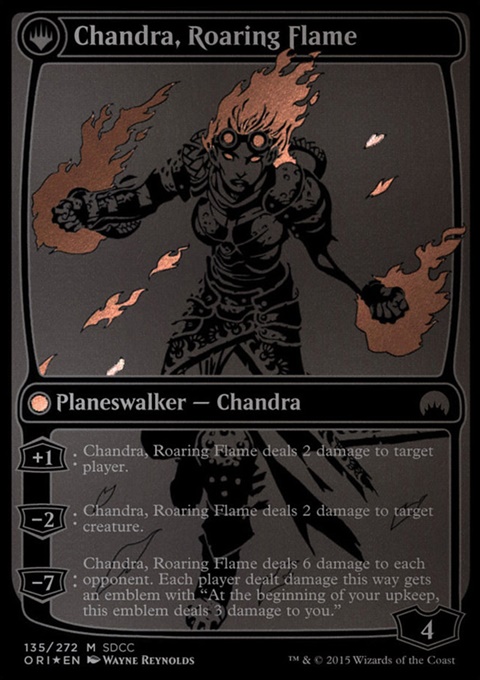 Chandra, Roaring Flame
Planeswalker — Chandra
+1 : Chandra, Roaring Flame deals 2 damage to target
player.
-2 : Chandra, Roaring Flame deals 2 damage to target
creature.
Chandra, Roaring Flame deals 6 damage to each
-7 : opponent. Each player dealt damage this way gets
an emblem with “At the beginning of your upkeep,
this emblem deals 3 damage to you.”
4
135/272 M SDCC
ORI★EN Wayne Reynolds
™ & © 2015 Wizards of the Coast